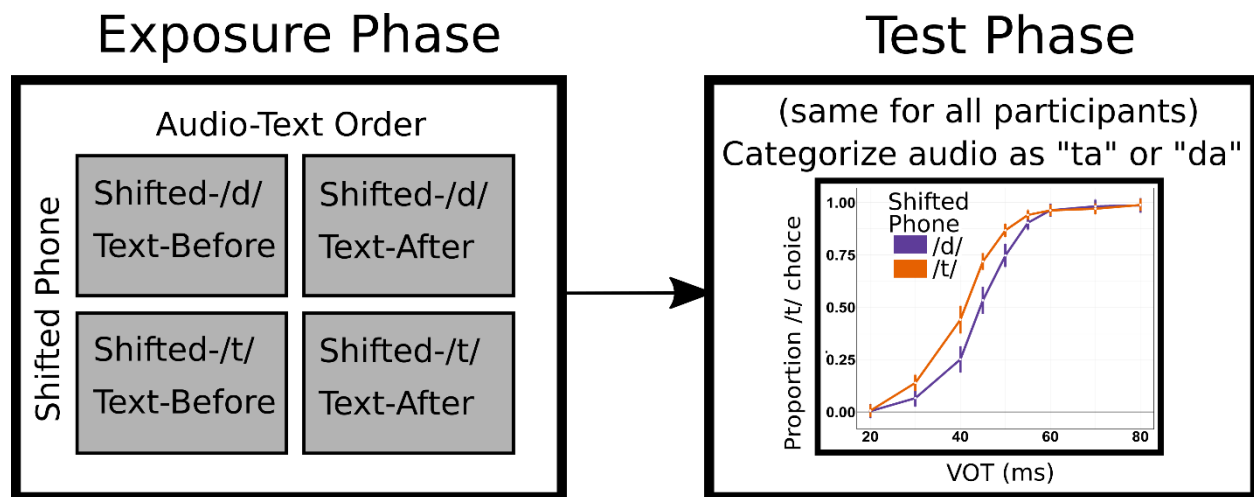 Exposure Phase
Audio-Text Order
Shifted Phone
Shifted-/d/
Text-Before
Shifted-/d/
Text-After
Shifted-/t/
Text-Before
Shifted-/t/
Text-After
Test Phase
(same for all participants)
Categorize audio as "ta" or "da"
Proportion /t/ choice
1.00
0.75
0.50
0.25
0.00
Shifted
Phone
/d/
/t/
20
40
60
80
VOT (ms)